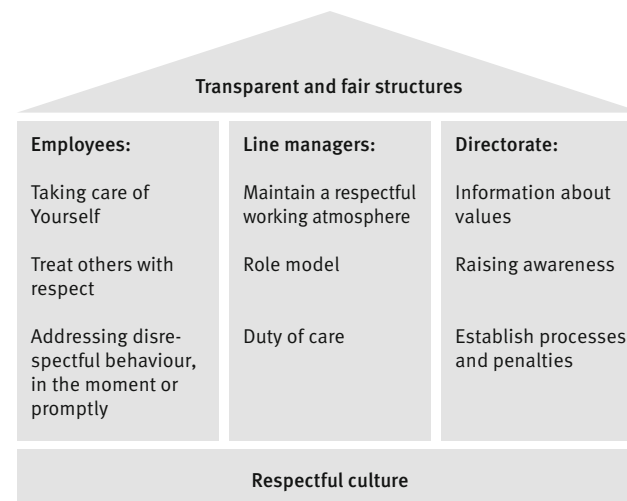 Transparent and fair structures
Employees:
Taking care of
Yourself
Treat others with
respect
Addressing disre-
spectful behaviour,
in the moment or
promptly
Line managers:
Maintain a respectful
working atmosphere
Role model
Duty of care
Directorate:
Information about
values
Raising awareness
Establish processes
and penalties
Respectful culture